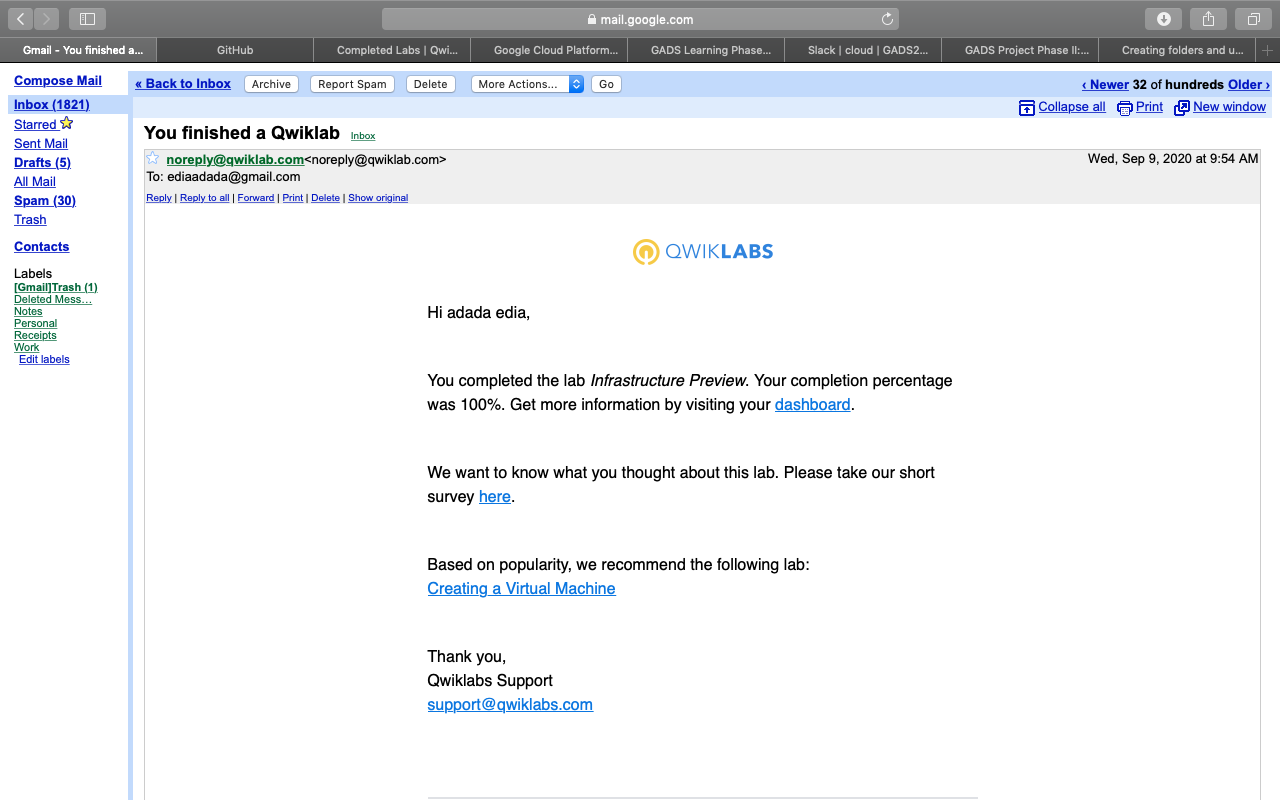 mail.google.com
Gmail - You finished a...
GitHub
Completed Labs | Qwi...
Google Cloud Platform...
GADS Learning Phase...
Slack | cloud | GADS2...
GADS Project Phase II:...
Creating folders and u...
Compose Mail
Inbox (1821)
Starred
Sent Mail
Drafts (5)
All Mail
Spam (30)
Trash
Contacts
Labels
[Gmail]Trash (1)
Deleted Mess...
Notes
Personal
Receipts
Work
Edit labels
« Back to Inbox Archive Report Spam Delete More Actions... Go ‹ Newer 32 of hundreds Older ›
Collapse all Print New window
You finished a Qwiklab Inbox
noreply@qwiklab.com<noreply@qwiklab.com> Wed, Sep 9, 2020 at 9:54 AM
To: ediaadada@gmail.com
Reply | Reply to all | Forward | Print | Delete | Show original
QWIKLABS
Hi adada edia,
You completed the lab Infrastructure Preview. Your completion percentage
was 100%. Get more information by visiting your dashboard.
We want to know what you thought about this lab. Please take our short
survey here.
Based on popularity, we recommend the following lab:
Creating a Virtual Machine
Thank you,
Qwiklabs Support
support@qwiklabs.com